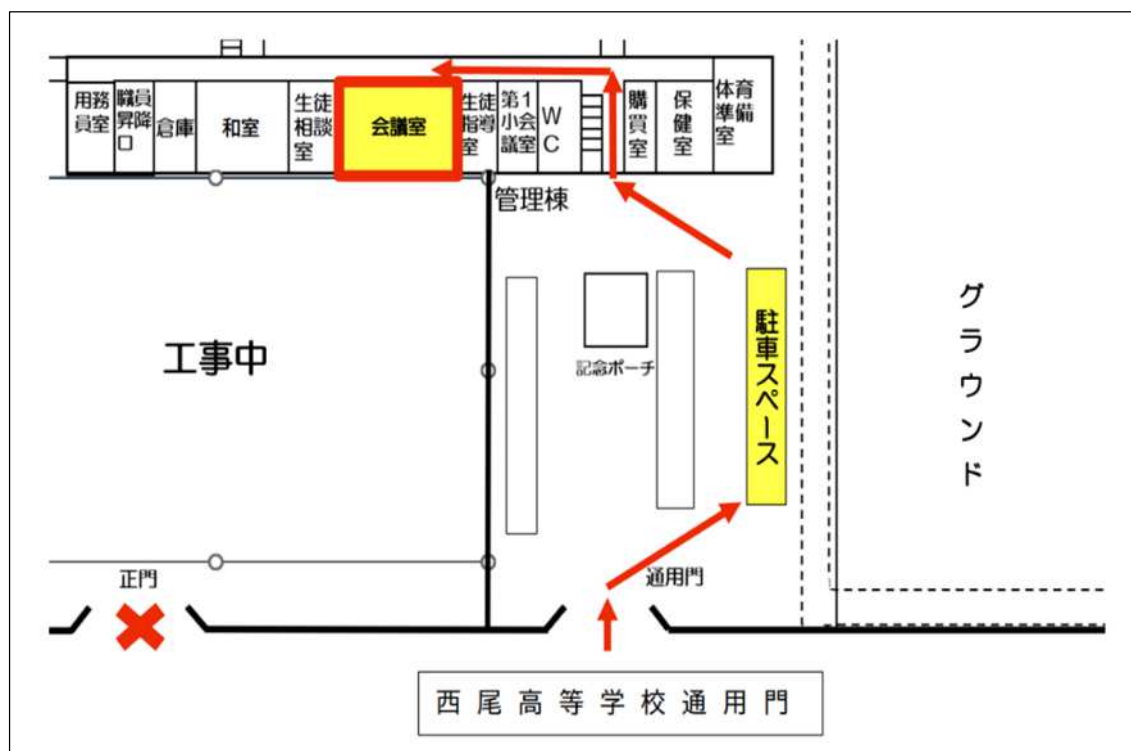 用務員室
職員昇降口
倉庫
和室
生徒相談室
会議室
生徒指導室
第1小会議室
WC
購買室
保健室
体育準備室
管理棟
工事中
記念ポーチ
駐車スペース
グラウンド
正門
通用門
西尾高等学校通用門